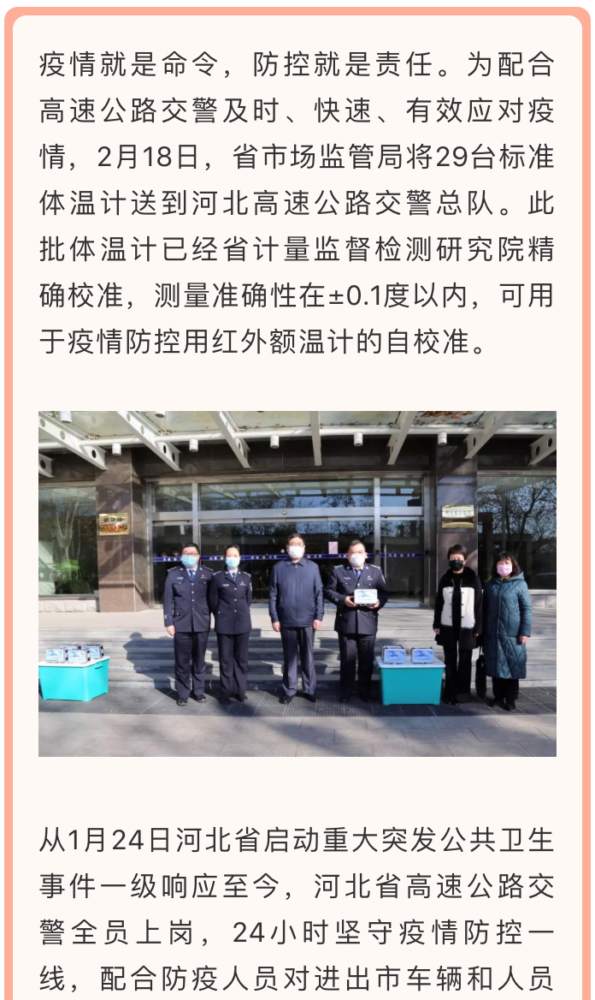 疫情就是命令，防控就是责任。为配合
高速公路交警及时、快速、有效应对疫
情，2月18日，省市场监管局将29台标准
体温计送到河北高速公路交警总队。此
批体温计已经省计量监督检测研究院精
确校准，测量准确性在±0.1度以内，可用
于疫情防控用红外额温计的自校准。
从1月24日河北省启动重大突发公共卫生
事件一级响应至今，河北省高速公路交
警全员上岗，24小时坚守疫情防控一
线，配合防疫人员对进出市车辆和人员